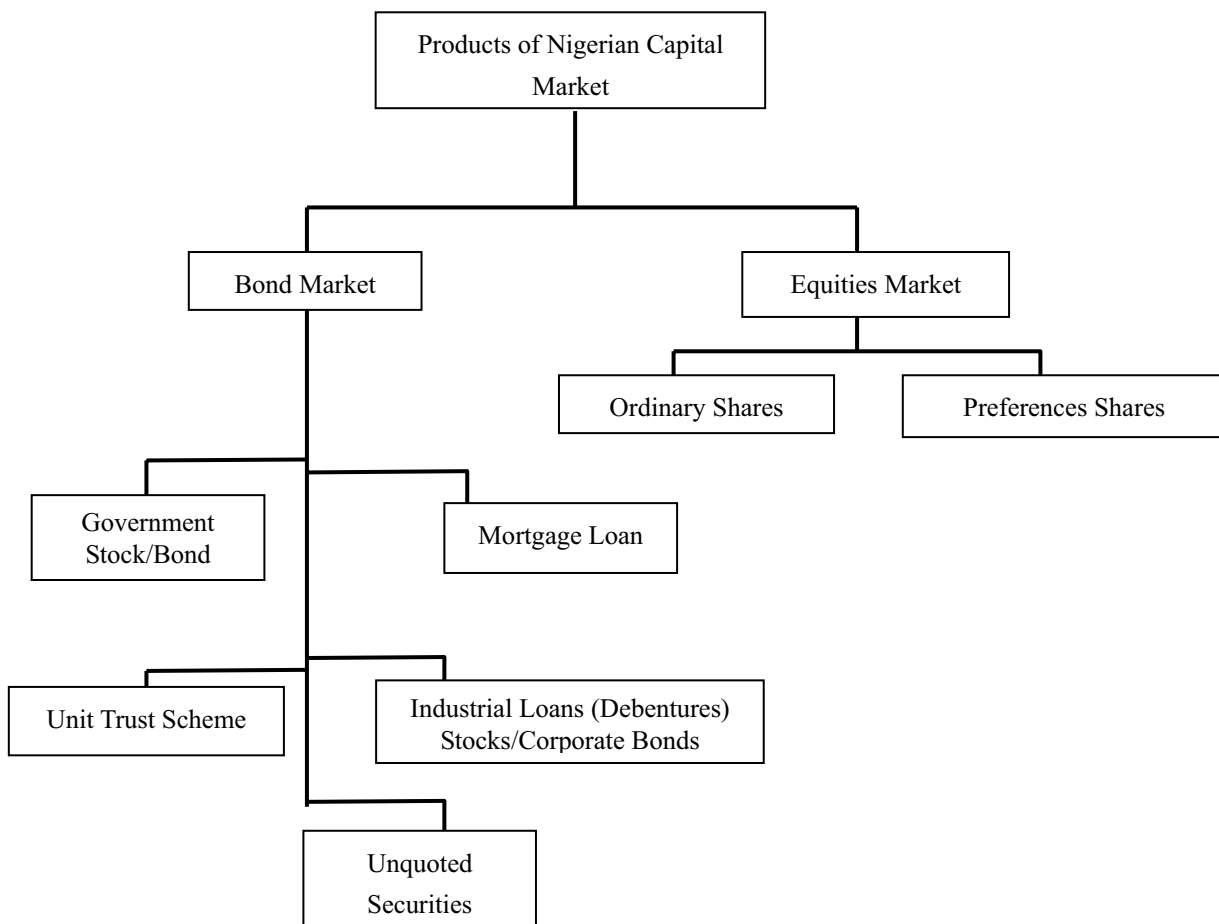 Products of Nigerian Capital
Market
Bond Market
Equities Market
Ordinary Shares
Preferences Shares
Government
Stock/Bond
Mortgage Loan
Unit Trust Scheme
Industrial Loans (Debentures)
Stocks/Corporate Bonds
Unquoted
Securities